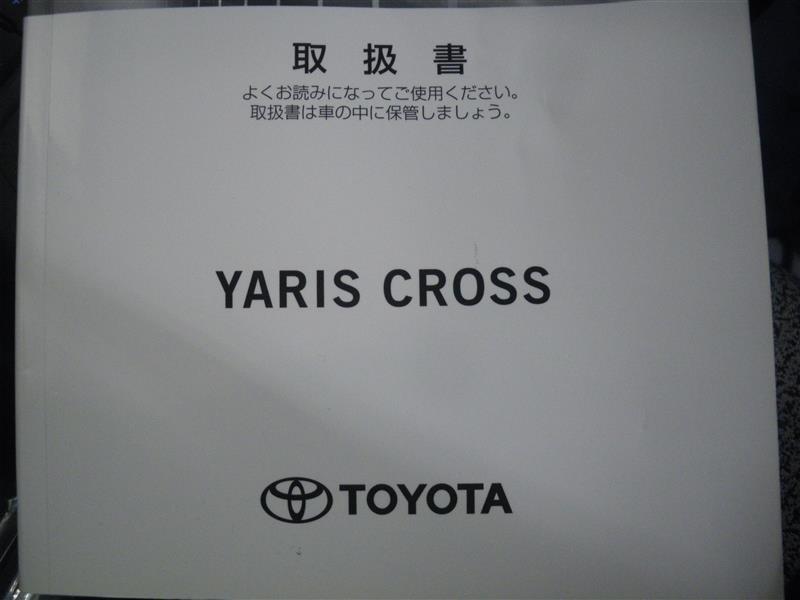 取扱書
よくお読みになってご使用ください。
取扱書は車の中に保管しましょう。
YARIS CROSS
TOYOTA